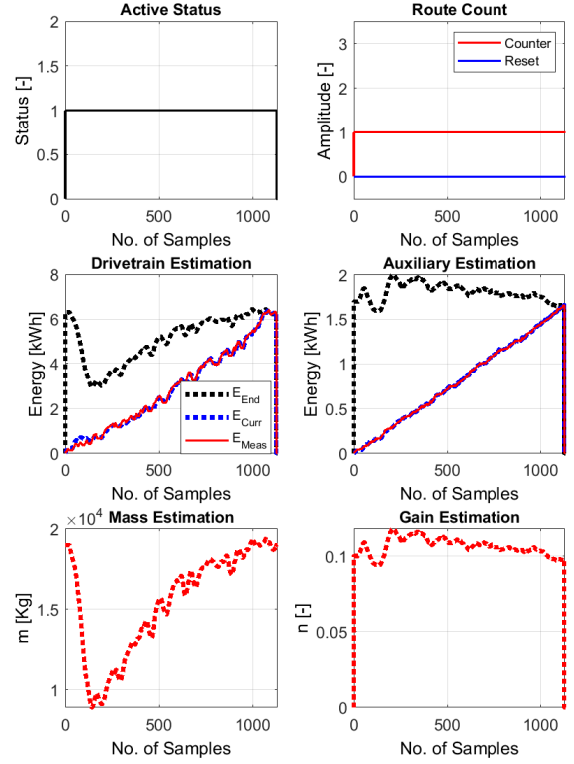 Active Status
Status [-]
2
1.5
1
0.5
0
0
500
1000
No. of Samples
Route Count
Amplitude [-]
3
2
1
0
Counter
Reset
0
500
1000
No. of Samples
Drivetrain Estimation
Energy [kWh]
8
6
4
2
0
E_End
E_Curr
E_Meas
0
500
1000
No. of Samples
Auxiliary Estimation
Energy [kWh]
2
1.5
1
0.5
0
0
500
1000
No. of Samples
×10^4 Mass Estimation
m [Kg]
2
1.5
1
0
500
1000
No. of Samples
Gain Estimation
n [-]
0.1
0.05
0
0
500
1000
No. of Samples